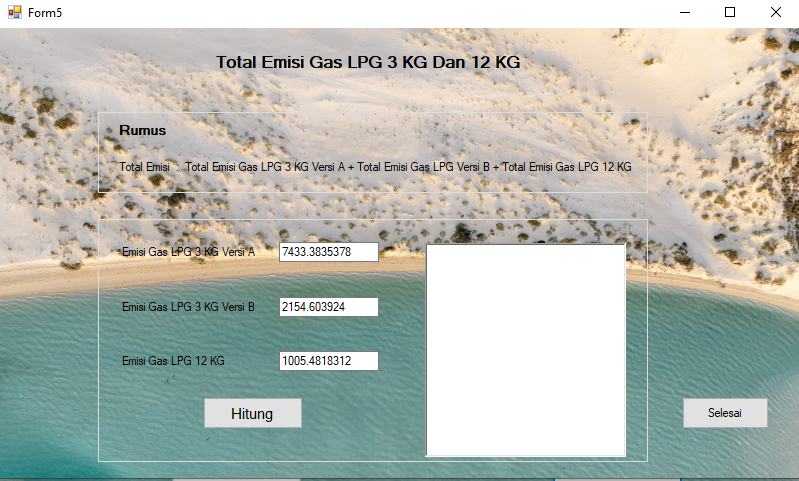 Form5
Total Emisi Gas LPG 3 KG Dan 12 KG
Rumus
Total Emisi : Total Emisi Gas LPG 3 KG Versi A + Total Emisi Gas LPG Versi B + Total Emisi Gas LPG 12 KG
Emisi Gas LPG 3 KG Versi A 7433.3835378
Emisi Gas LPG 3 KG Versi B 2154.603924
Emisi Gas LPG 12 KG 1005.4818312
Hitung
Selesai